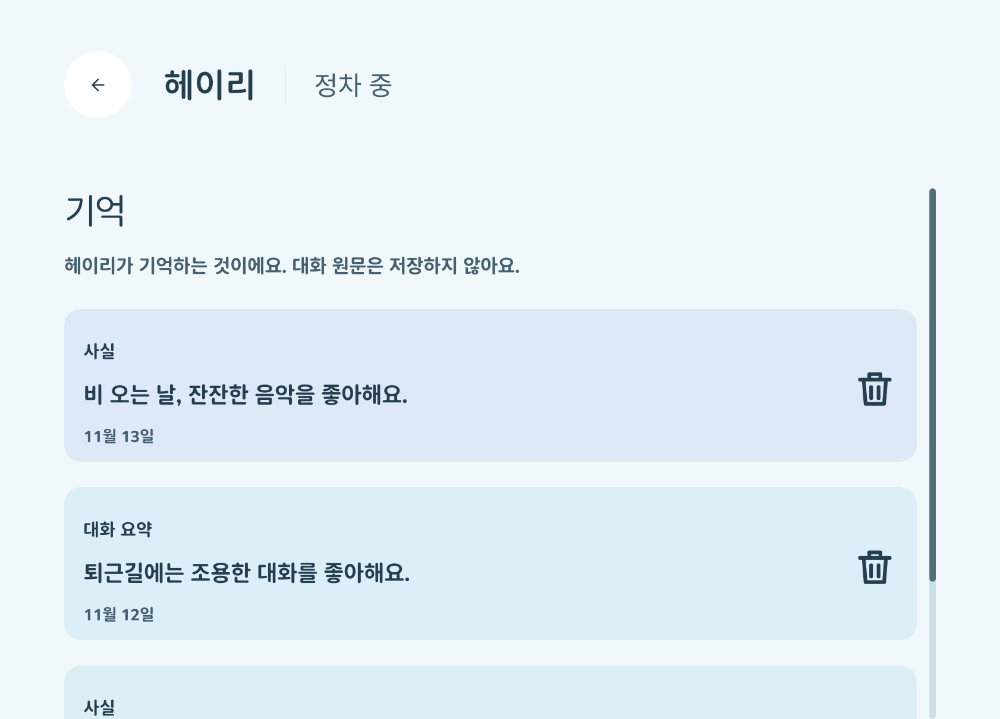 헤이리
정차 중
기억
헤이리가 기억하는 것이에요. 대화 원문은 저장하지 않아요.
사실
비 오는 날, 잔잔한 음악을 좋아해요.
11월 13일
대화 요약
퇴근길에는 조용한 대화를 좋아해요.
11월 12일
사실